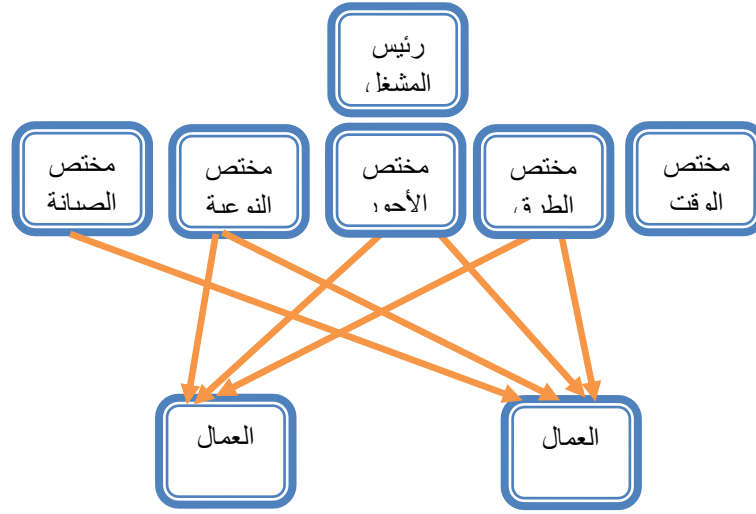 رئيس
المشغل
مختص
الصيانة
مختص
النوعية
مختص
الأجور
مختص
الطرق
مختص
الوقت
العمال
العمال